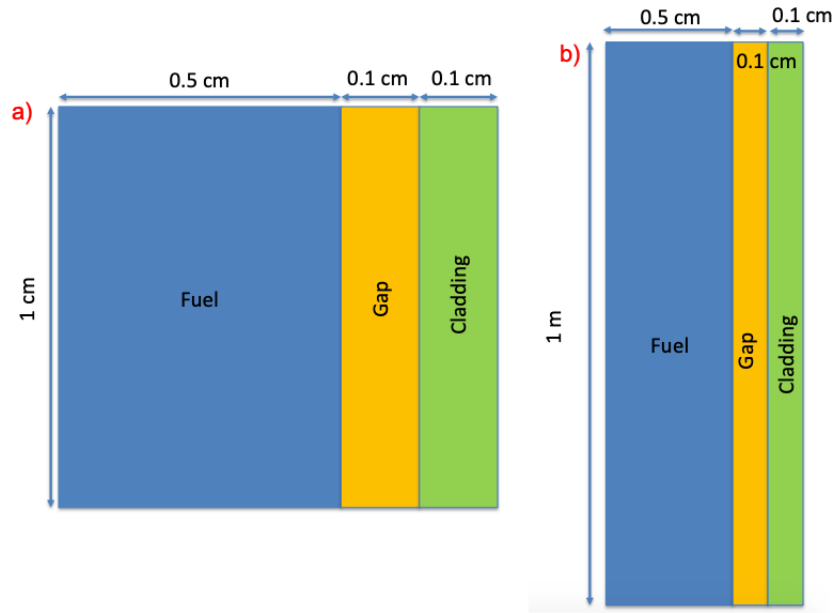 a)
0.5 cm
0.1 cm
0.1 cm
1 cm
Fuel
Gap
Cladding
b)
0.5 cm
0.1 cm
0.1 cm
1 m
Fuel
Gap
Cladding